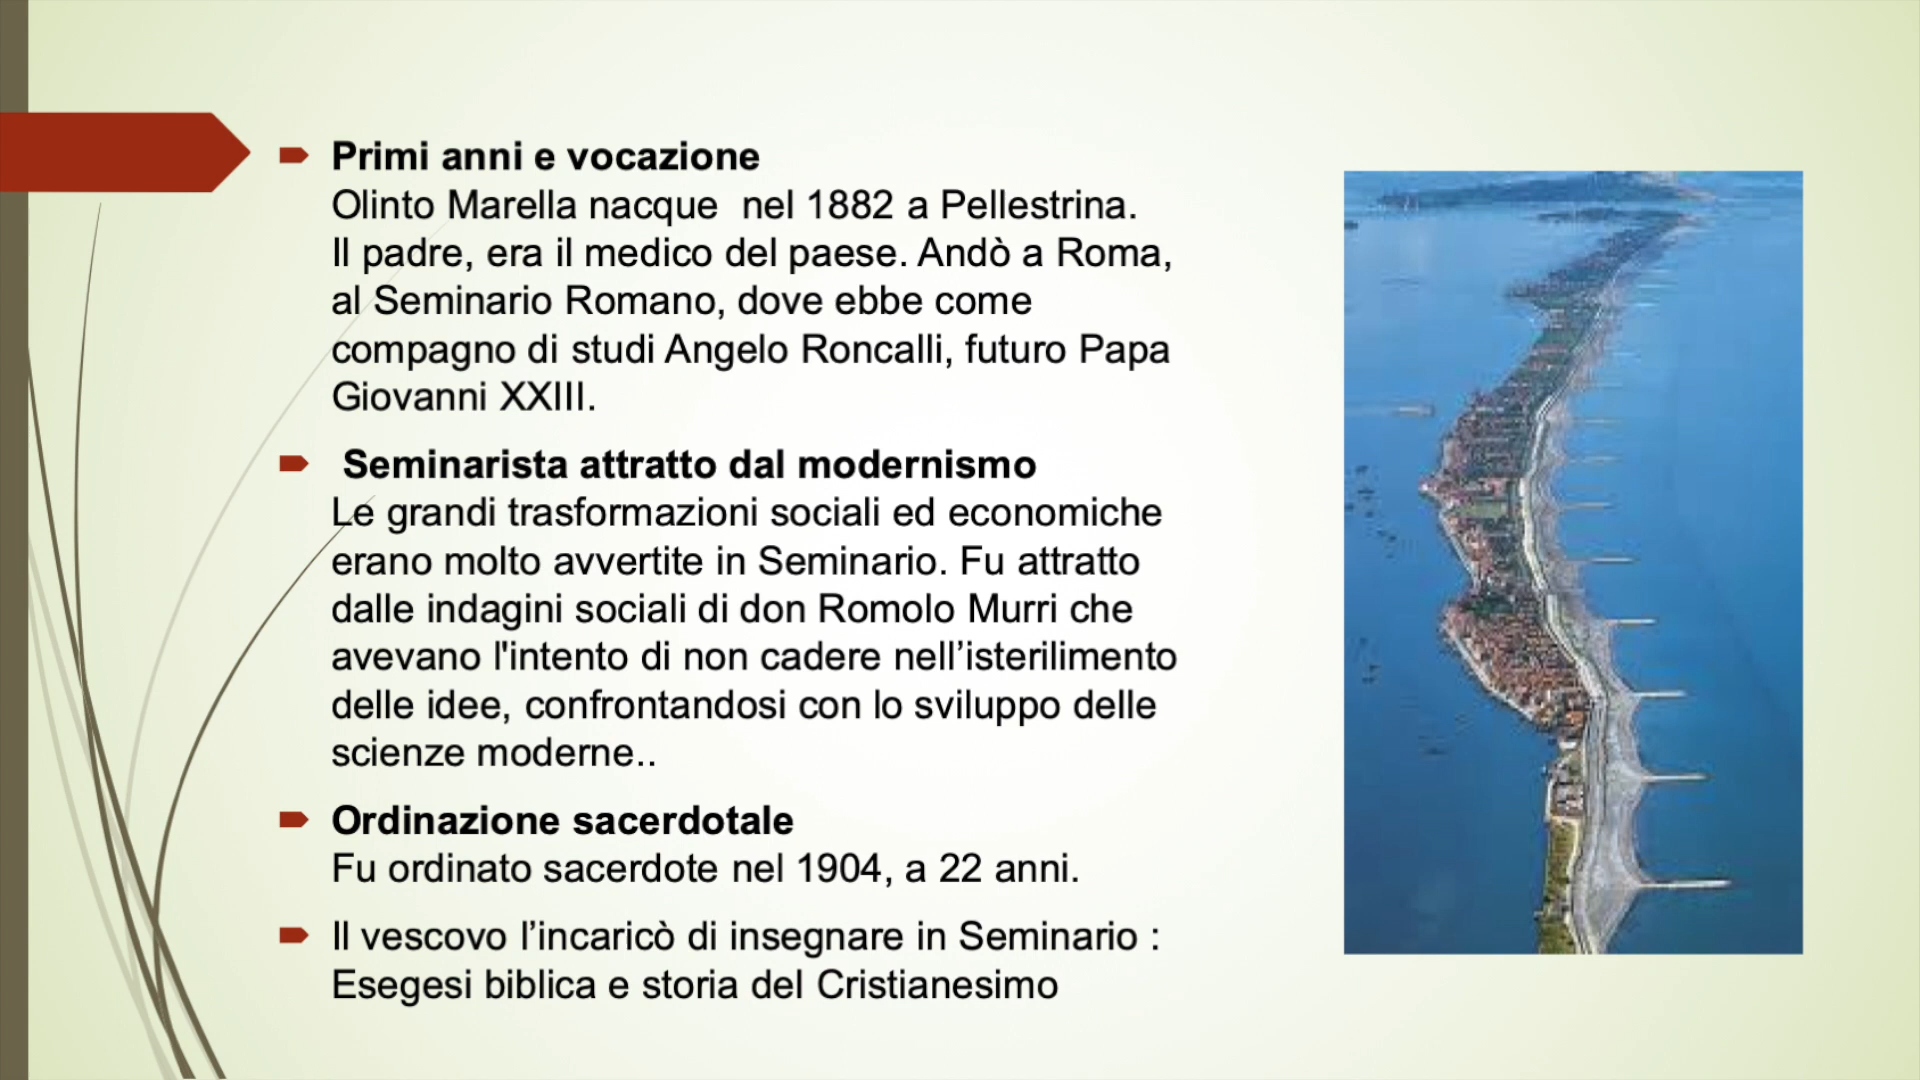 Primi anni e vocazione
Olinto Marella nacque  nel 1882 a Pellestrina.
Il padre, era il medico del paese. Andò a Roma,
al Seminario Romano, dove ebbe come
compagno di studi Angelo Roncalli, futuro Papa
Giovanni XXIII.
Seminarista attratto dal modernismo
Le grandi trasformazioni sociali ed economiche
erano molto avvertite in Seminario. Fu attratto
dalle indagini sociali di don Romolo Murri che
avevano l'intento di non cadere nell’isterilimento
delle idee, confrontandosi con lo sviluppo delle
scienze moderne..
Ordinazione sacerdotale
Fu ordinato sacerdote nel 1904, a 22 anni.
Il vescovo l’incaricò di insegnare in Seminario :
Esegesi biblica e storia del Cristianesimo